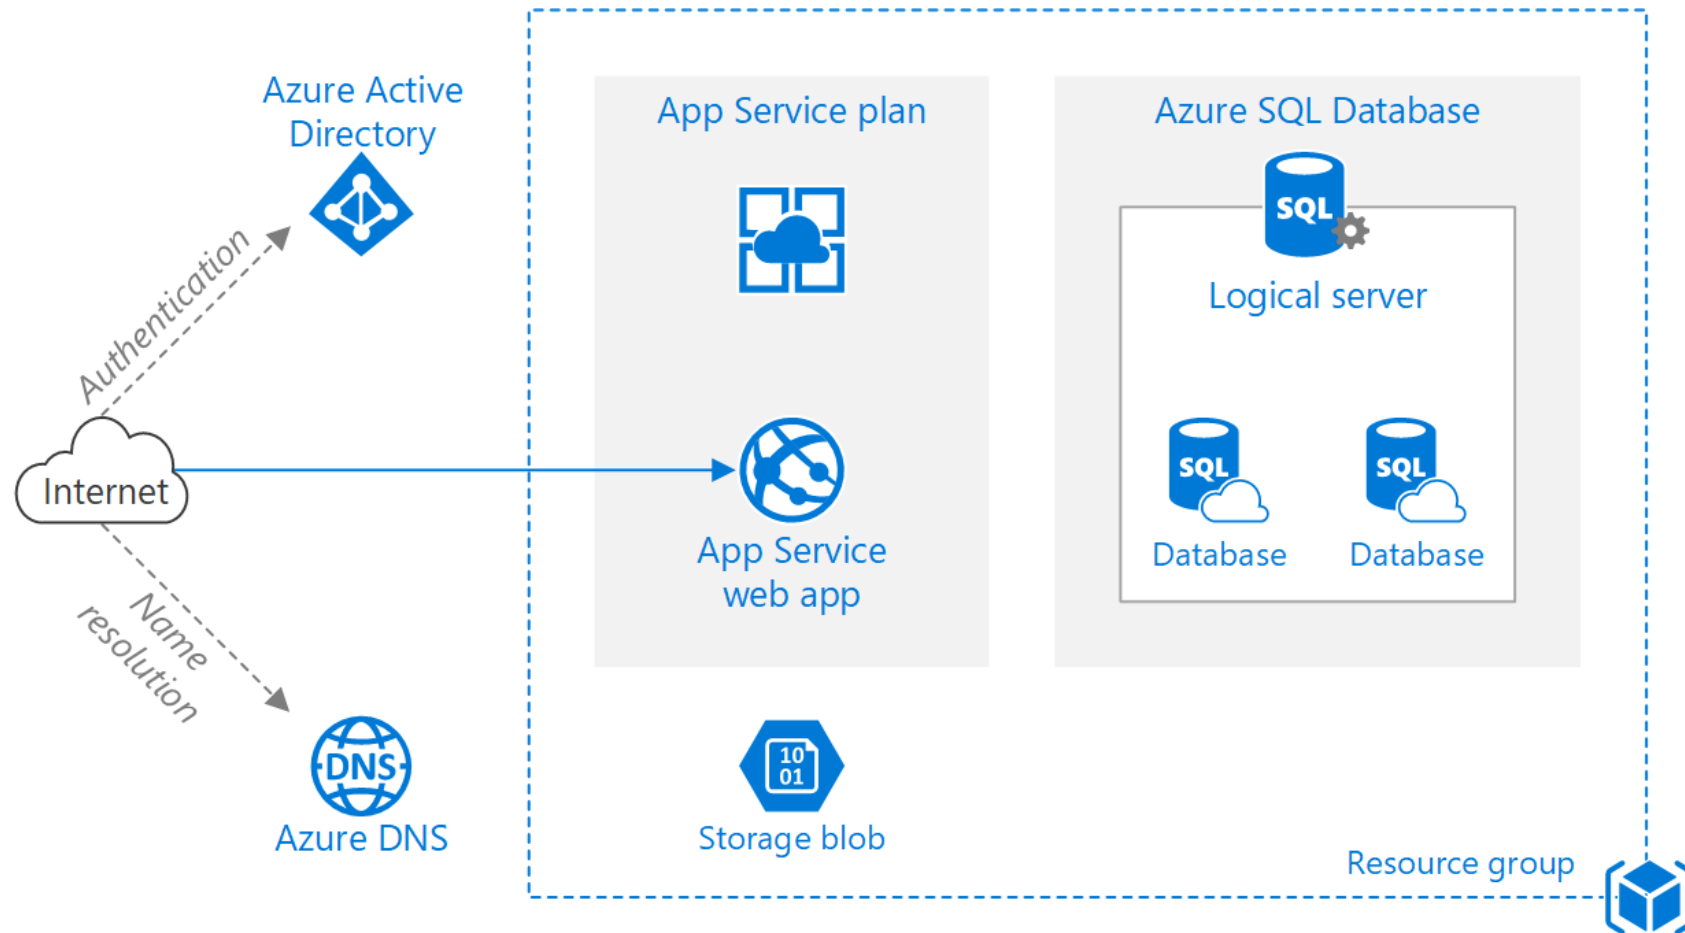 Azure Active
Directory
Authentication
Internet
Name
resolution
DNS
Azure DNS
App Service plan
App Service
web app
10
01
Storage blob
Azure SQL Database
SQL
Logical server
SQL
Database
SQL
Database
Resource group